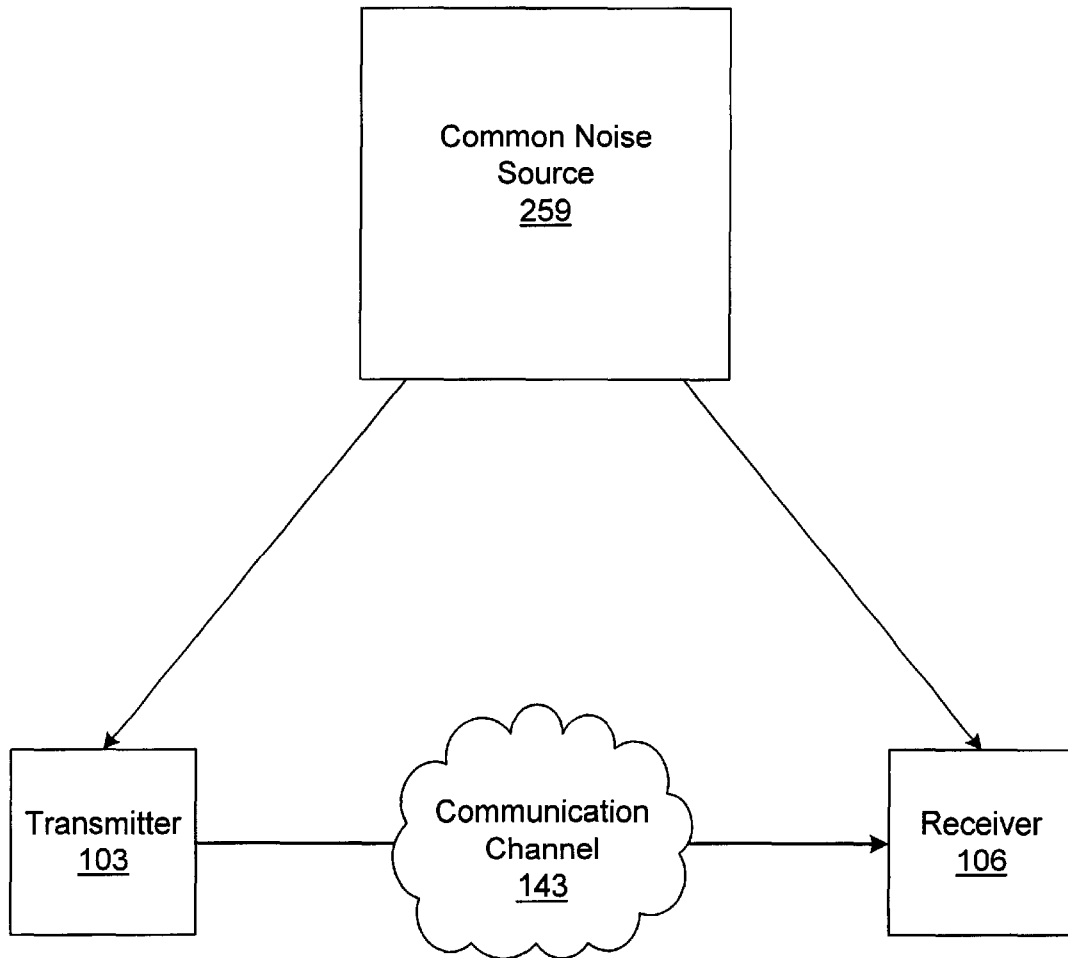 Common Noise
Source
259
Transmitter
103
Communication
Channel
143
Receiver
106